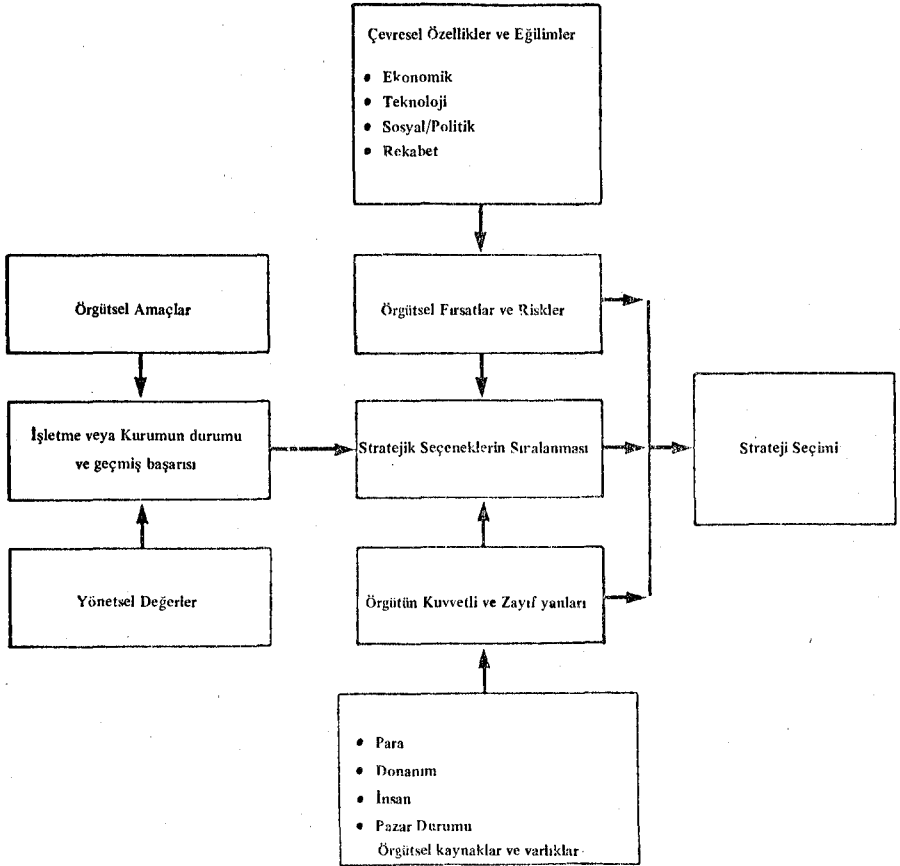 Çevresel Özellikler ve Eğilimler
• Ekonomik
• Teknoloji
• Sosyal/Politik
• Rekabet
Örgütsel Amaçlar
Örgütsel Fırsatlar ve Riskler
İşletme veya Kurumun durumu
ve geçmiş başarısı
Stratejik Seçeneklerin Sıralanması
Strateji Seçimi
Yönetsel Değerler
Örgütün Kuvvetli ve Zayıf yanları
• Para
• Donanım
• İnsan
• Pazar Durumu
Örgütsel kaynaklar ve varlıklar